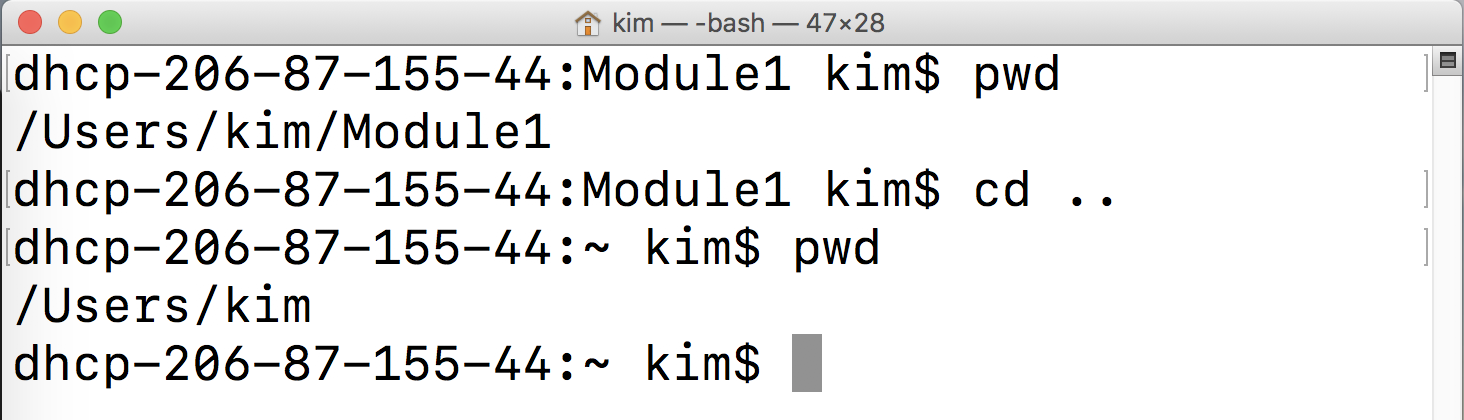 kim — -bash — 47×28
dhcp-206-87-155-44:Module1 kim$ pwd
/Users/kim/Module1
dhcp-206-87-155-44:Module1 kim$ cd ..
dhcp-206-87-155-44:~ kim$ pwd
/Users/kim
dhcp-206-87-155-44:~ kim$